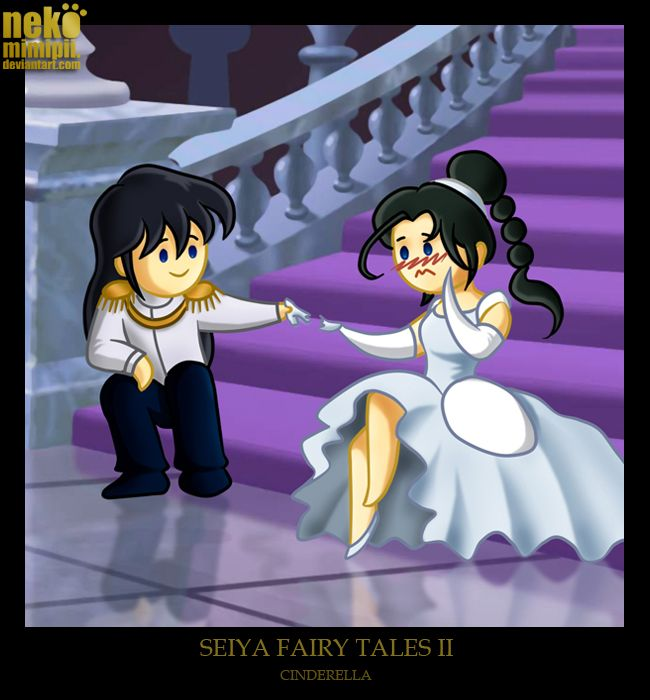 neko
mimipil.
deviantart.com
SEIYA FAIRY TALES II
CINDERELLA